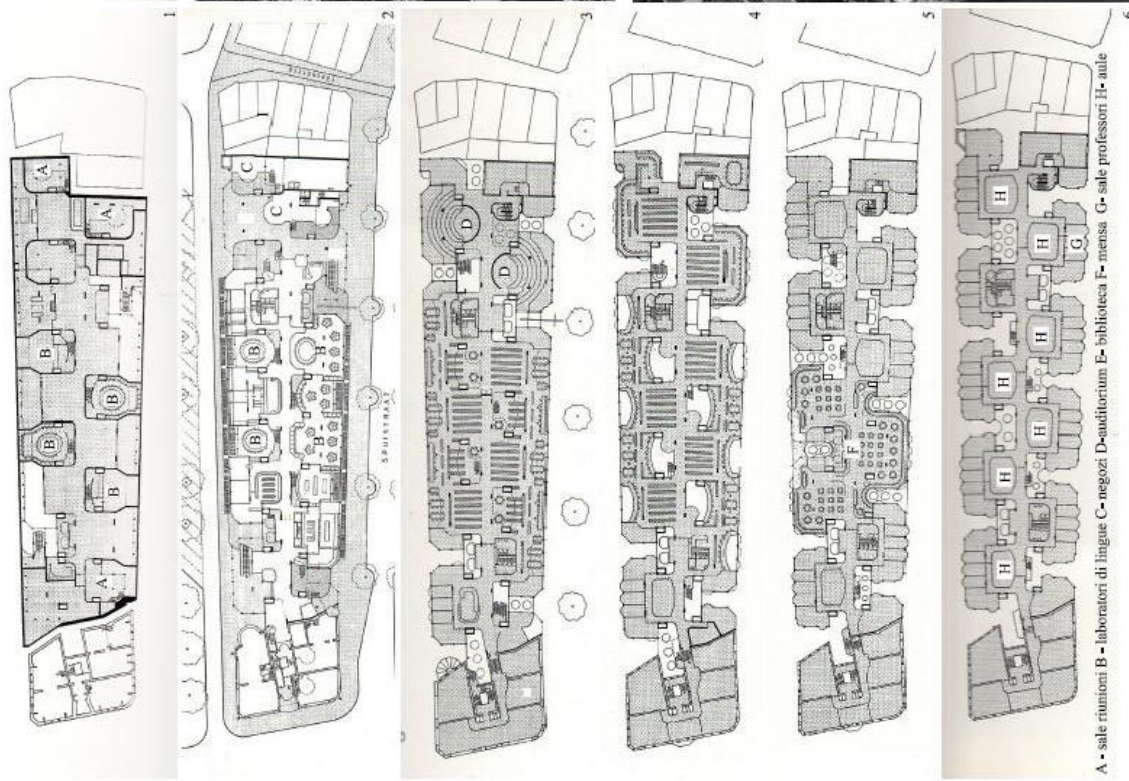 1
A
A
B
B
B
B
A
2
C
C
B
B
B
B
SPUISTRAAT
3
D
D
4
5
F
6
H
H
G
H
H
H
H
H
H
A - sale riunioni B - laboratori di lingue C - negozi D-auditorium E- biblioteca F- mensa G- sale professori H- aule